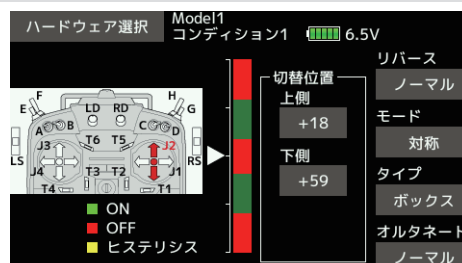 ハードウェア選択
Model1
コンディション1 6.5V
F
H
E
LD RD
G
A B
C D
J3
T6 T5
J2
LS
RS
J4
T3 T2
J1
T4
T1
ON
OFF
ヒステリシス
切替位置
上側
+18
下側
+59
リバース
ノーマル
モード
対称
タイプ
ボックス
オルタネート
ノーマル